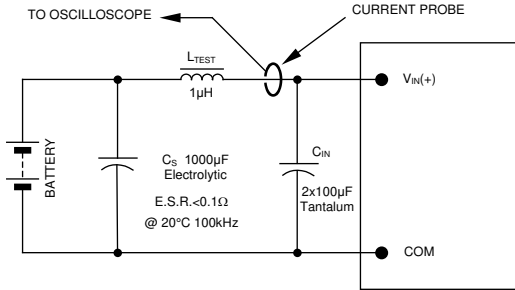 TO OSCILLOSCOPE
CURRENT PROBE
LTEST
1μH
VIN(+)
BATTERY
CS 1000μF
Electrolytic
E.S.R.<0.1Ω
@ 20°C 100kHz
CIN
2x100μF
Tantalum
COM